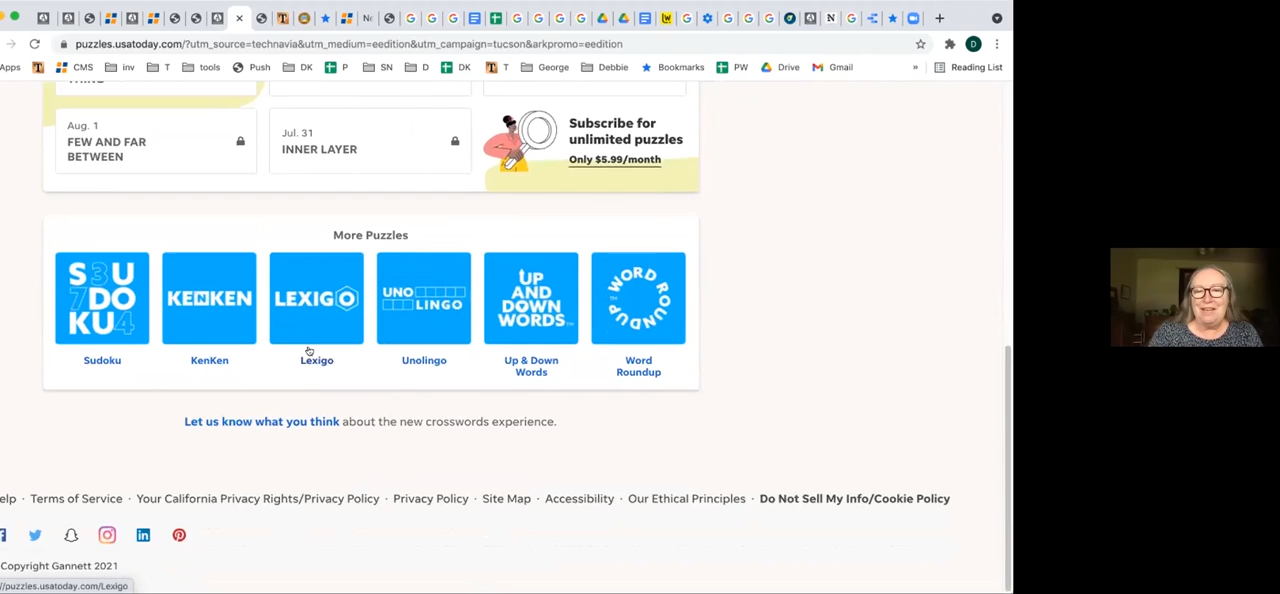 puzzles.usatoday.com/?utm_source=technavia&utm_medium=eedition&utm_campaign=tucson&arkpromo=eedition
Apps T CMS inv T tools Push DK P SN D DK T George Debbie Bookmarks PW Drive Gmail » Reading List
Aug. 1
FEW AND FAR
BETWEEN
Jul. 31
INNER LAYER
Subscribe for
unlimited puzzles
Only $5.99/month
More Puzzles
S3U
7DO
KU4
KENKEN
LEXIGO
UNO
LINGO
UP
AND
DOWN
WORDS™
WORD ROUNDUP™
Sudoku
KenKen
Lexigo
Unolingo
Up & Down
Words
Word
Roundup
Let us know what you think about the new crosswords experience.
elp · Terms of Service · Your California Privacy Rights/Privacy Policy · Privacy Policy · Site Map · Accessibility · Our Ethical Principles · Do Not Sell My Info/Cookie Policy
Copyright Gannett 2021
//puzzles.usatoday.com/Lexigo